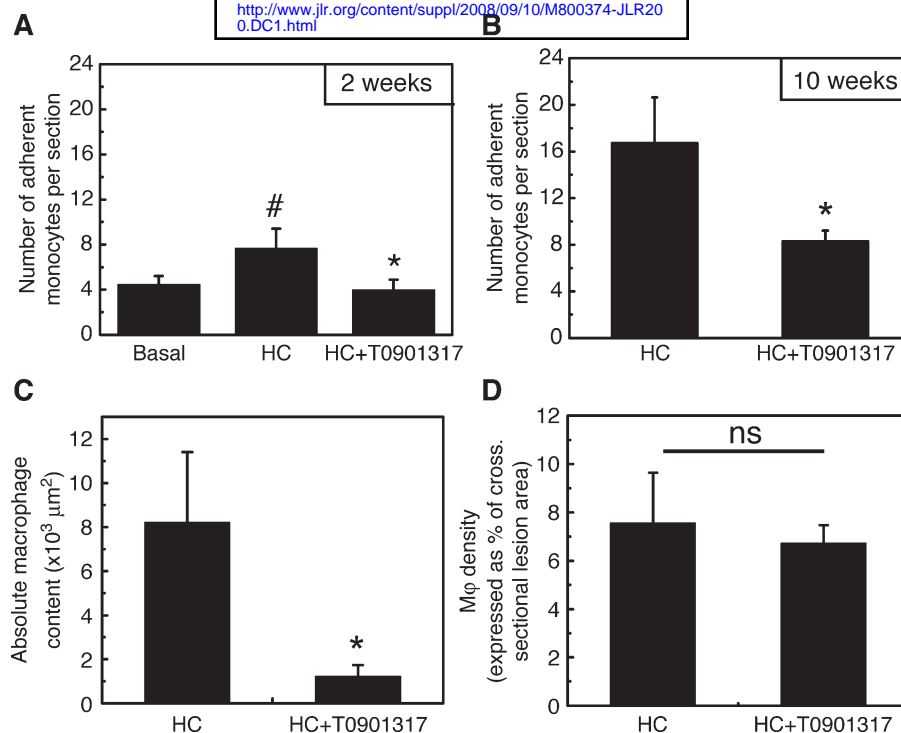 http://www.jlr.org/content/suppl/2008/09/10/M800374-JLR20
0.DC1.html
A
24
20
16
12
8
4
0
Number of adherent
monocytes per section
2 weeks
#
*
Basal HC HC+T0901317
B
24
20
16
12
8
4
0
Number of adherent
monocytes per section
10 weeks
*
HC HC+T0901317
C
12
10
8
6
4
2
0
Absolute macrophage
content (x10³ µm²)
*
HC HC+T0901317
D
12
10
8
6
4
2
0
Mφ density
(expressed as % of cross.
sectional lesion area)
ns
HC HC+T0901317